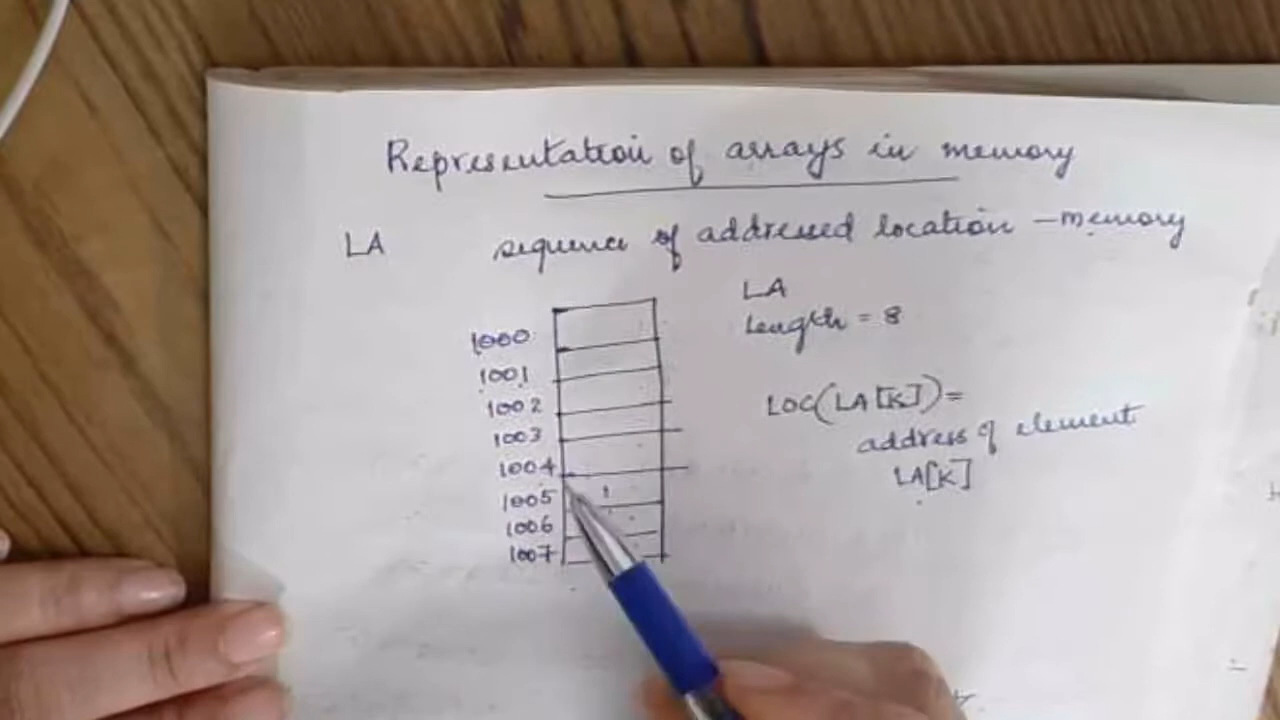 Representation of arrays in memory
LA sequence of addressed location - memory
LA
Length = 8
1000
1001
1002
1003
1004
1005
1006
1007
LOC(LA[K]) =
address of element
LA[K]